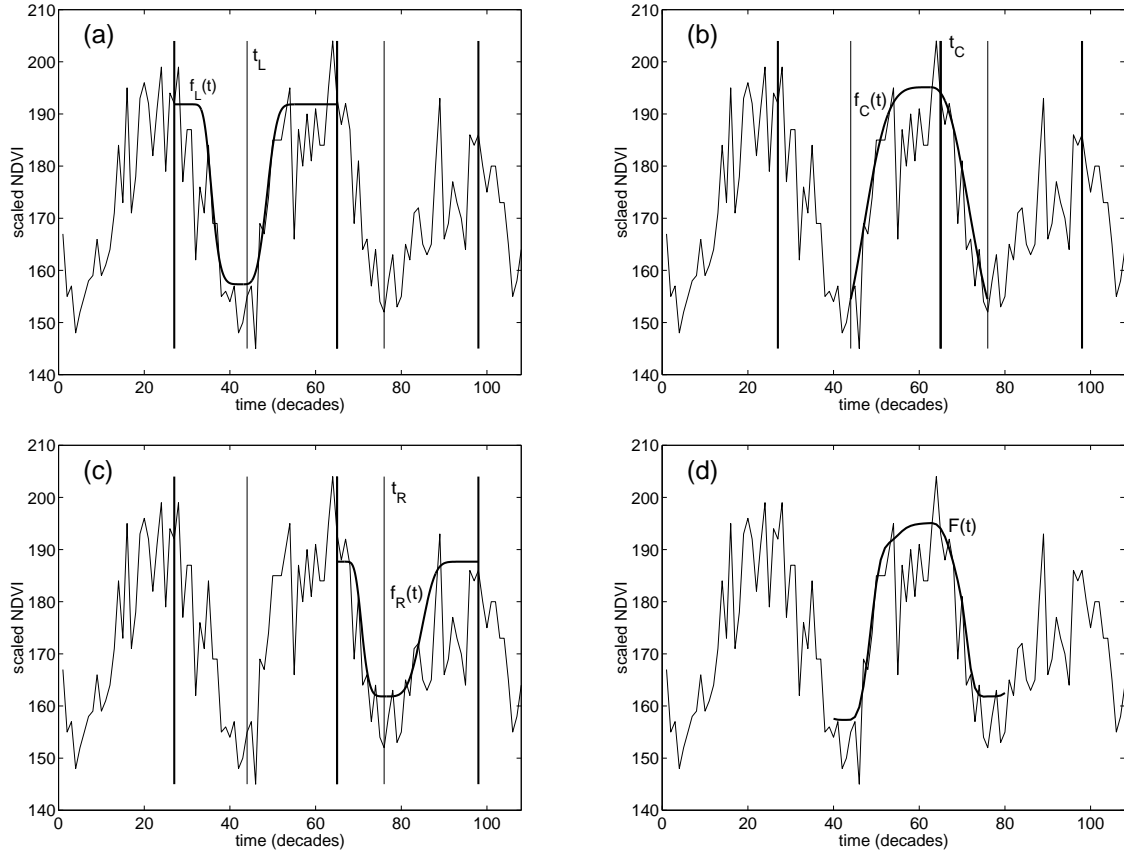 (a)
t_L
f_L(t)
scaled NDVI
210
200
190
180
170
160
150
140
0 20 40 60 80 100
time (decades)
(b)
t_C
f_C(t)
sclaed NDVI
210
200
190
180
170
160
150
140
0 20 40 60 80 100
time (decades)
(c)
t_R
f_R(t)
scaled NDVI
210
200
190
180
170
160
150
140
0 20 40 60 80 100
time (decades)
(d)
F(t)
scaled NDVI
210
200
190
180
170
160
150
140
0 20 40 60 80 100
time (decades)